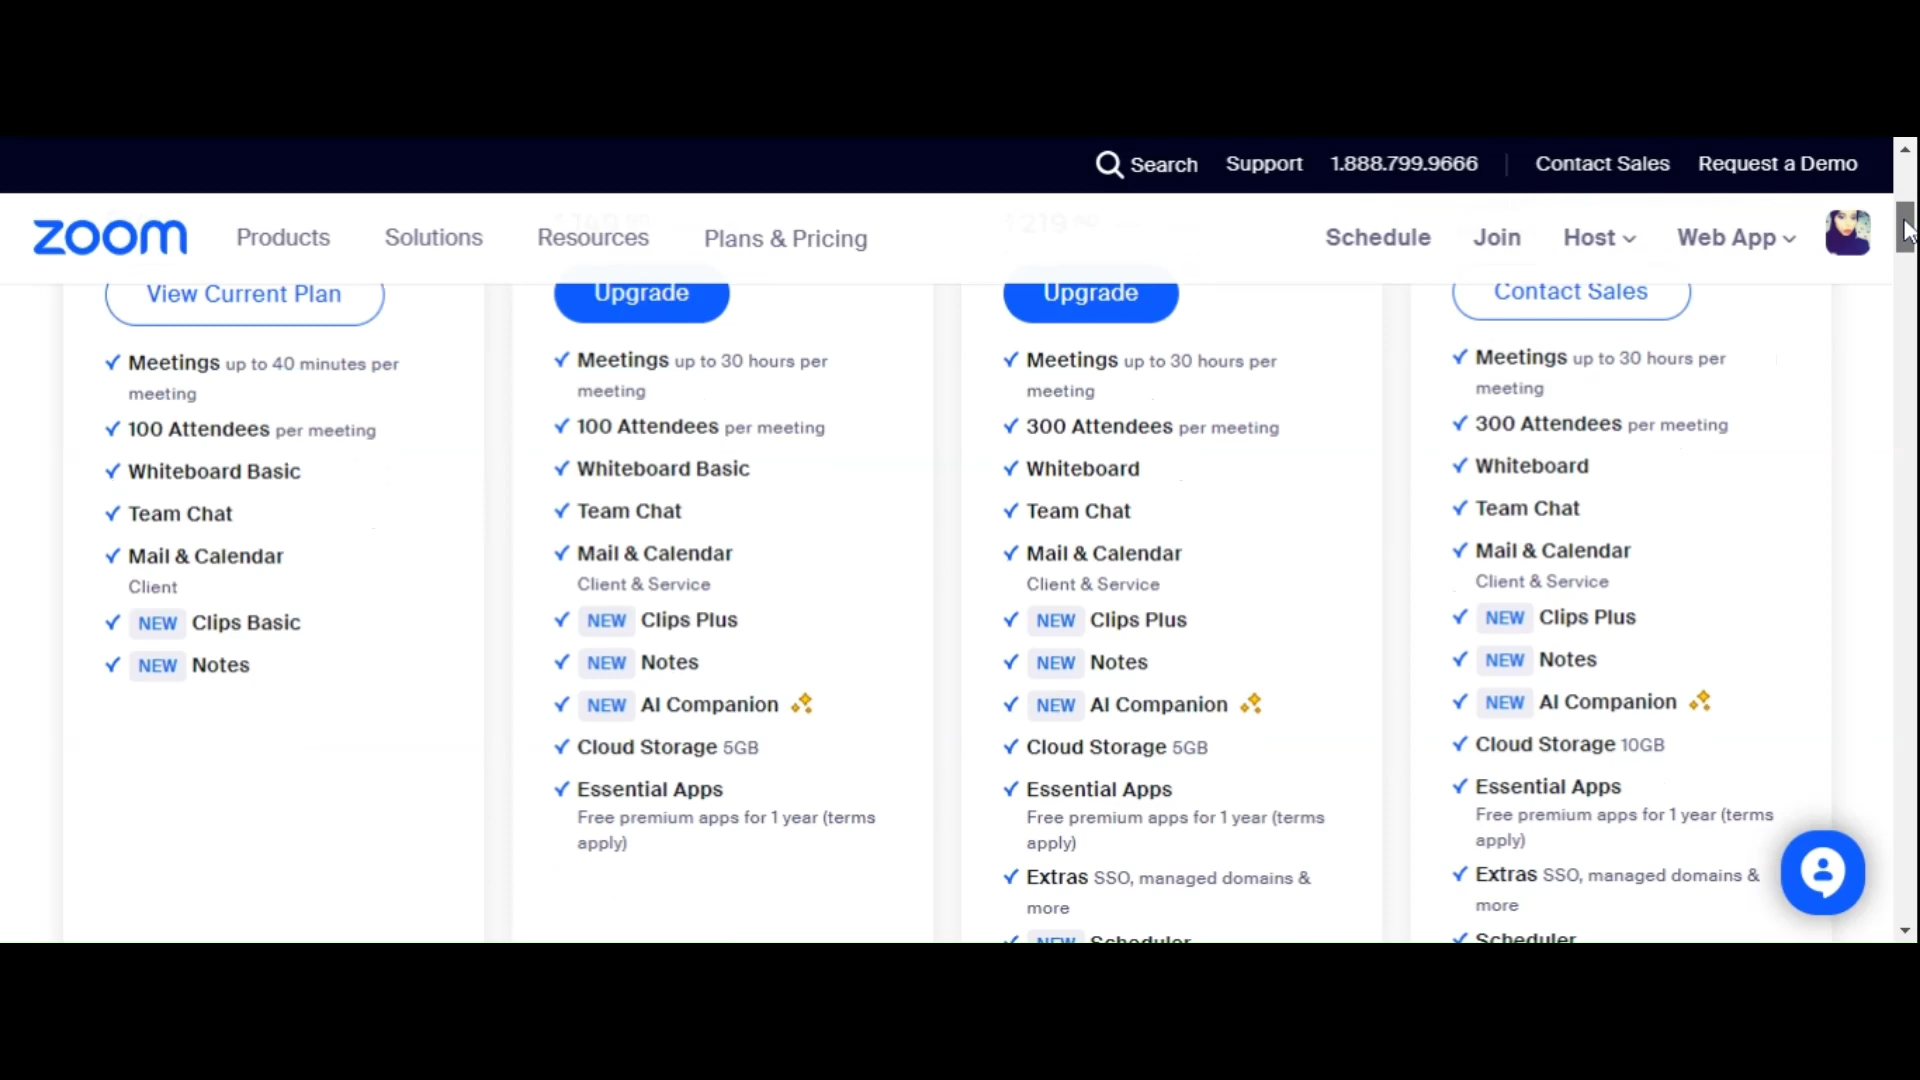 Search Support 1.888.799.9666 Contact Sales Request a Demo
zoom Products Solutions Resources Plans & Pricing Schedule Join Host Web App
View Current Plan
Meetings up to 40 minutes per
meeting
100 Attendees per meeting
Whiteboard Basic
Team Chat
Mail & Calendar
Client
NEW Clips Basic
NEW Notes
Upgrade
Meetings up to 30 hours per
meeting
100 Attendees per meeting
Whiteboard Basic
Team Chat
Mail & Calendar
Client & Service
NEW Clips Plus
NEW Notes
NEW AI Companion
Cloud Storage 5GB
Essential Apps
Free premium apps for 1 year (terms
apply)
Upgrade
Meetings up to 30 hours per
meeting
300 Attendees per meeting
Whiteboard
Team Chat
Mail & Calendar
Client & Service
NEW Clips Plus
NEW Notes
NEW AI Companion
Cloud Storage 5GB
Essential Apps
Free premium apps for 1 year (terms
apply)
Extras SSO, managed domains &
more
NEW Scheduler
Contact Sales
Meetings up to 30 hours per
meeting
300 Attendees per meeting
Whiteboard
Team Chat
Mail & Calendar
Client & Service
NEW Clips Plus
NEW Notes
NEW AI Companion
Cloud Storage 10GB
Essential Apps
Free premium apps for 1 year (terms
apply)
Extras SSO, managed domains &
more
Scheduler